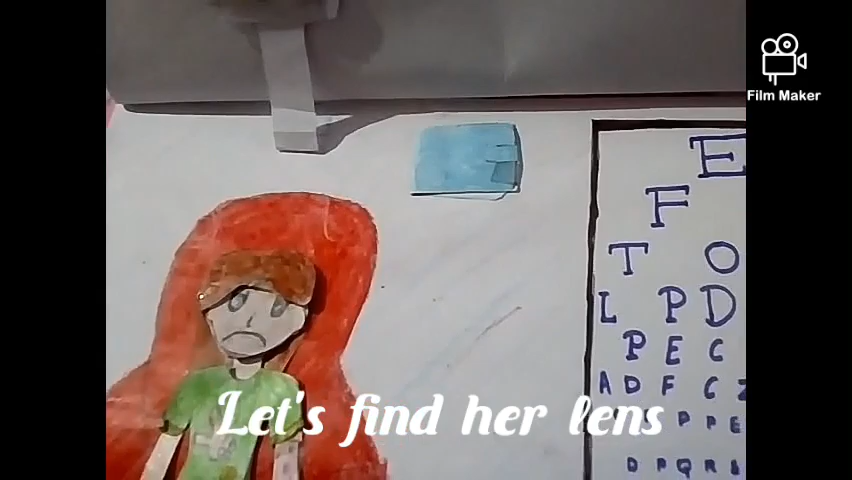 Film Maker
E
F
T O
L P D
P E C
A D F C Z
P P E
D P Q R
Let's find her lens